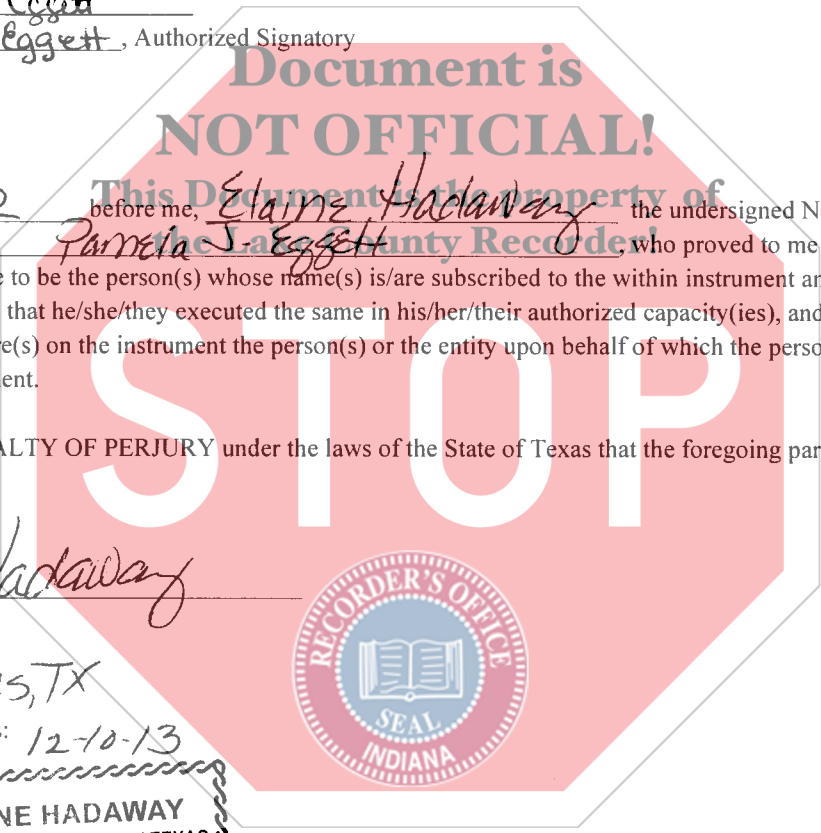 Eggett
Eggett, Authorized Signatory
Document is
NOT OFFICIAL!
This Document is the property of
the Lake County Recorder!
before me, Elaine Hadaway the undersigned N
Pamela J. Eggett, who proved to me
e to be the person(s) whose name(s) is/are subscribed to the within instrument an
that he/she/they executed the same in his/her/their authorized capacity(ies), and
e(s) on the instrument the person(s) or the entity upon behalf of which the perso
ent.
STOP
ALTY OF PERJURY under the laws of the State of Texas that the foregoing par
Hadaway
RECORDER'S OFFICE
SEAL
INDIANA
s, TX
s: 12-10-13
NE HADAWAY